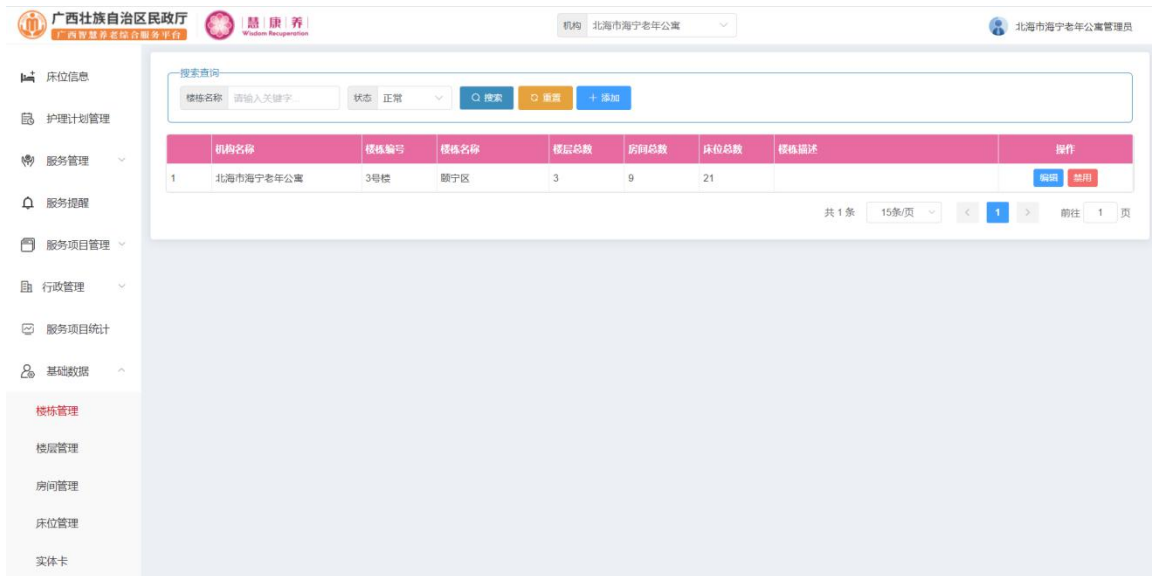 广西壮族自治区民政厅
广西智慧养老综合服务平台
慧 康 养
Wisdom Recuperation
机构 北海市海宁老年公寓
北海市海宁老年公寓管理员
床位信息
护理计划管理
服务管理
服务提醒
服务项目管理
行政管理
服务项目统计
基础数据
楼栋管理
楼层管理
房间管理
床位管理
实体卡
搜索查询
楼栋名称 请输入关键字... 状态 正常 搜索 重置 + 添加
机构名称 楼栋编号 楼栋名称 楼层总数 房间总数 床位总数 楼栋描述 操作
1 北海市海宁老年公寓 3号楼 颐宁区 3 9 21 编辑 禁用
共 1 条 15条/页 < 1 > 前往 1 页